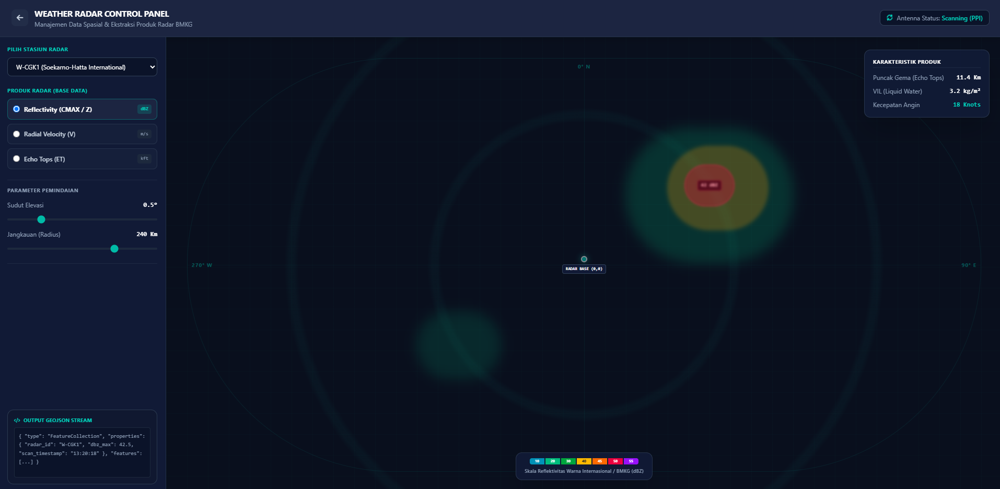 WEATHER RADAR CONTROL PANEL
Manajemen Data Spasial & Ekstraksi Produk Radar BMKG
Antenna Status: Scanning (PPI)
PILIH STASIUN RADAR
W-CGK1 (Soekarno-Hatta International)
PRODUK RADAR (BASE DATA)
Reflectivity (CMAX / Z)
dBZ
Radial Velocity (V)
m/s
Echo Tops (ET)
kft
PARAMETER PEMINDAIAN
Sudut Elevasi
0.5°
Jangkauan (Radius)
240 Km
OUTPUT GEOJSON STREAM
{ "type": "FeatureCollection", "properties":
{ "radar_id": "W-CGK1", "dbz_max": 42.5,
"scan_timestamp": "13:20:18" }, "features":
[...] }
0° N
270° W
90° E
62 dBZ
RADAR BASE (0,0)
KARAKTERISTIK PRODUK
Puncak Gema (Echo Tops)
11.4 Km
VIL (Liquid Water)
3.2 kg/m²
Kecepatan Angin
18 Knots
10 20 30 40 45 50 55
Skala Reflektivitas Warna Internasional / BMKG (dBZ)